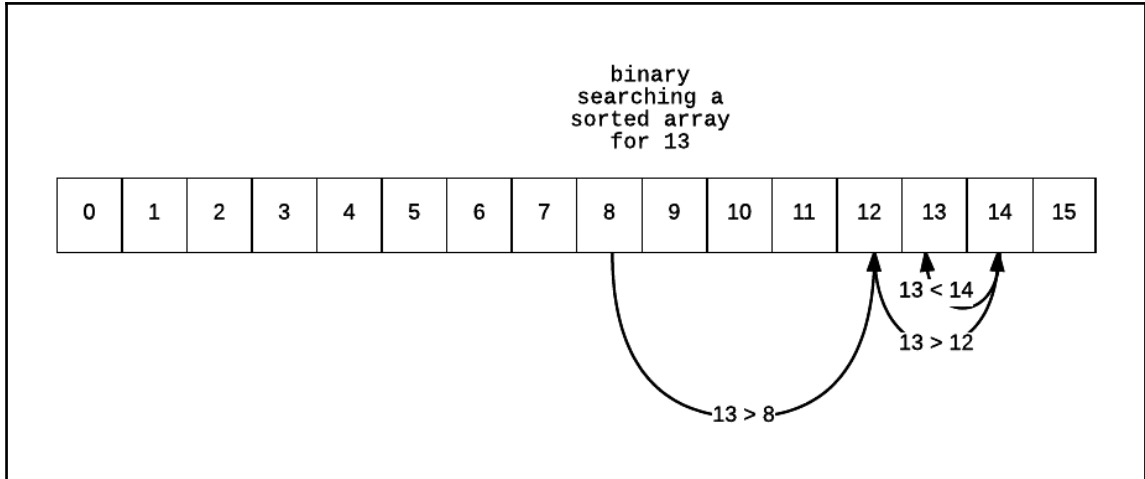 binary
searching a
sorted array
for 13
0 1 2 3 4 5 6 7 8 9 10 11 12 13 14 15
13 < 14
13 > 12
13 > 8